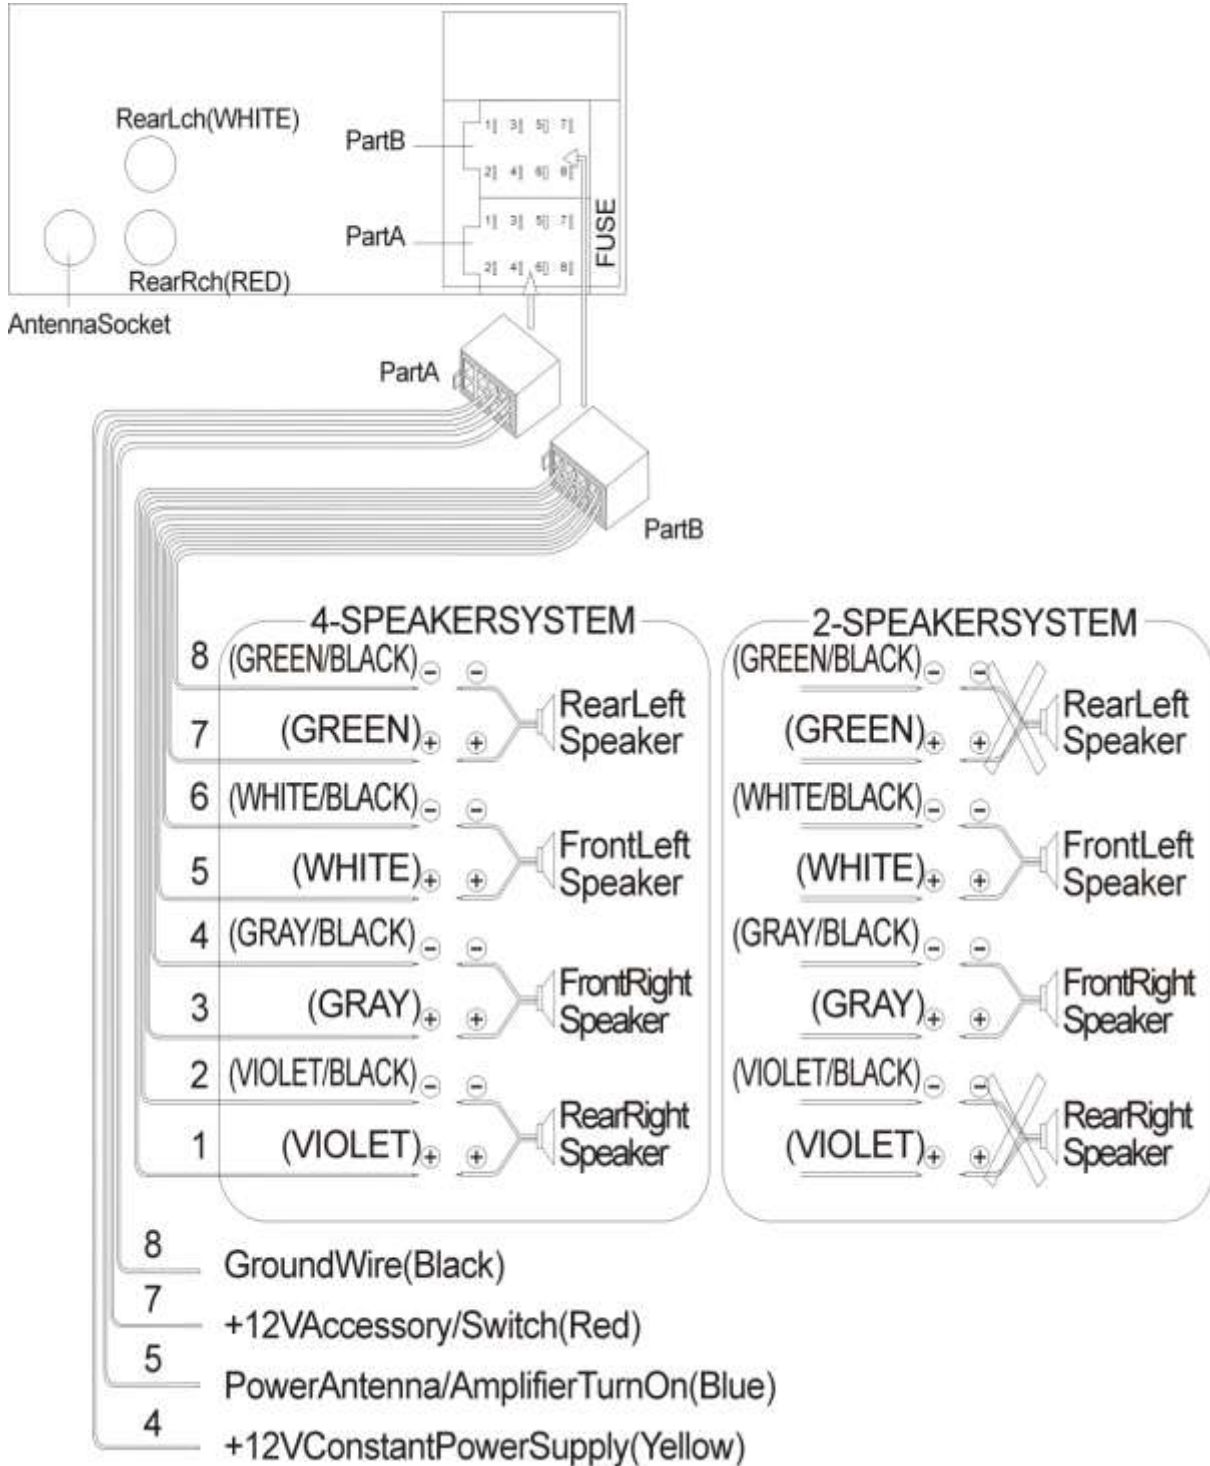 RearLch(WHITE)
PartB
1 3 5 7
2 4 6 8
PartA
1 3 5 7
2 4 6 8
FUSE
RearRch(RED)
AntennaSocket
PartA
PartB
4-SPEAKERSYSTEM
8 (GREEN/BLACK) - -
7 (GREEN) + +
RearLeft
Speaker
6 (WHITE/BLACK) - -
5 (WHITE) + +
FrontLeft
Speaker
4 (GRAY/BLACK) - -
3 (GRAY) + +
FrontRight
Speaker
2 (VIOLET/BLACK) - -
1 (VIOLET) + +
RearRight
Speaker
2-SPEAKERSYSTEM
(GREEN/BLACK) - -
(GREEN) + +
RearLeft
Speaker
(WHITE/BLACK) - -
(WHITE) + +
FrontLeft
Speaker
(GRAY/BLACK) - -
(GRAY) + +
FrontRight
Speaker
(VIOLET/BLACK) - -
(VIOLET) + +
RearRight
Speaker
8 GroundWire(Black)
7 +12VAccessory/Switch(Red)
5 PowerAntenna/AmplifierTurnOn(Blue)
4 +12VConstantPowerSupply(Yellow)